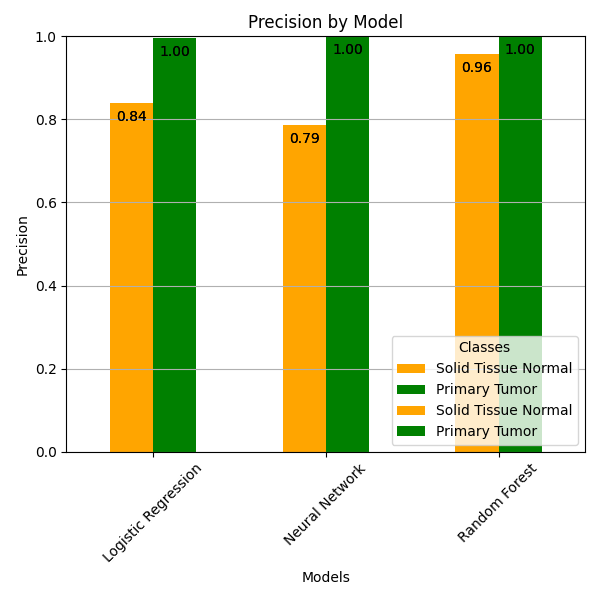 Precision by Model
Precision
1.0
0.8
0.6
0.4
0.2
0.0
0.84
1.00
0.79
1.00
0.96
1.00
Classes
Solid Tissue Normal
Primary Tumor
Solid Tissue Normal
Primary Tumor
Logistic Regression
Neural Network
Random Forest
Models